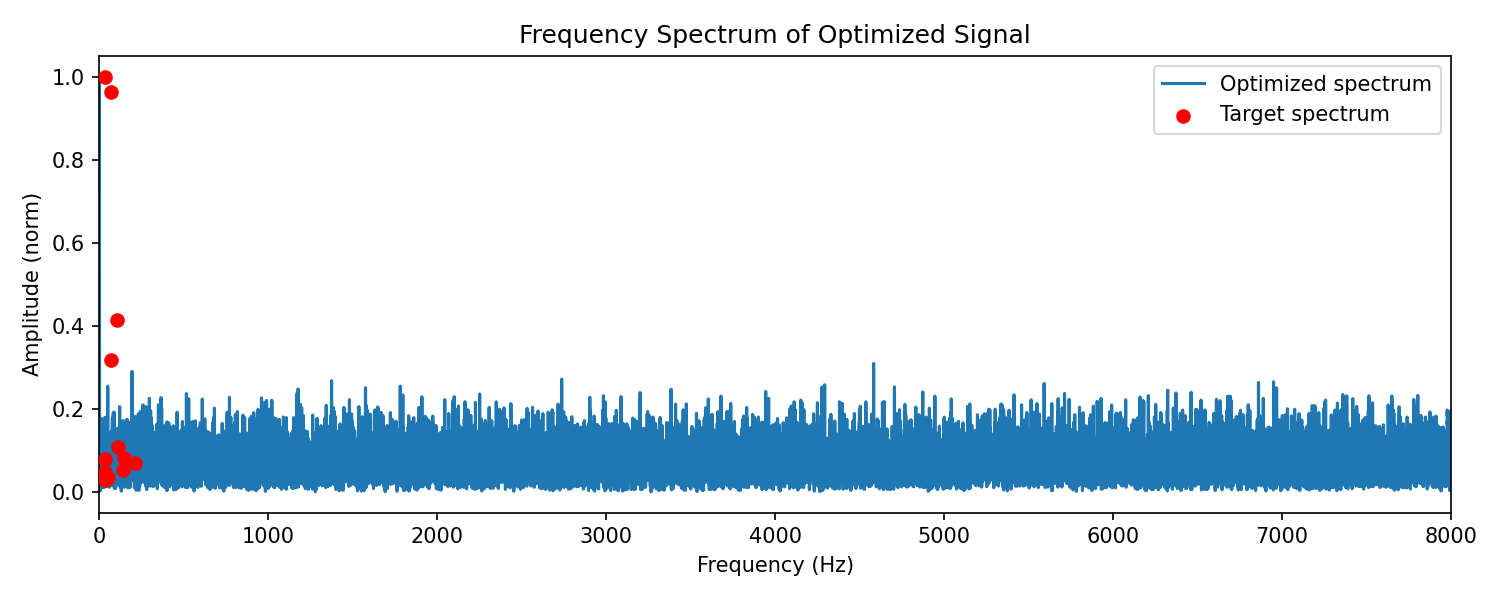 Frequency Spectrum of Optimized Signal
Optimized spectrum
Target spectrum
Amplitude (norm)
1.0
0.8
0.6
0.4
0.2
0.0
0 1000 2000 3000 4000 5000 6000 7000 8000
Frequency (Hz)